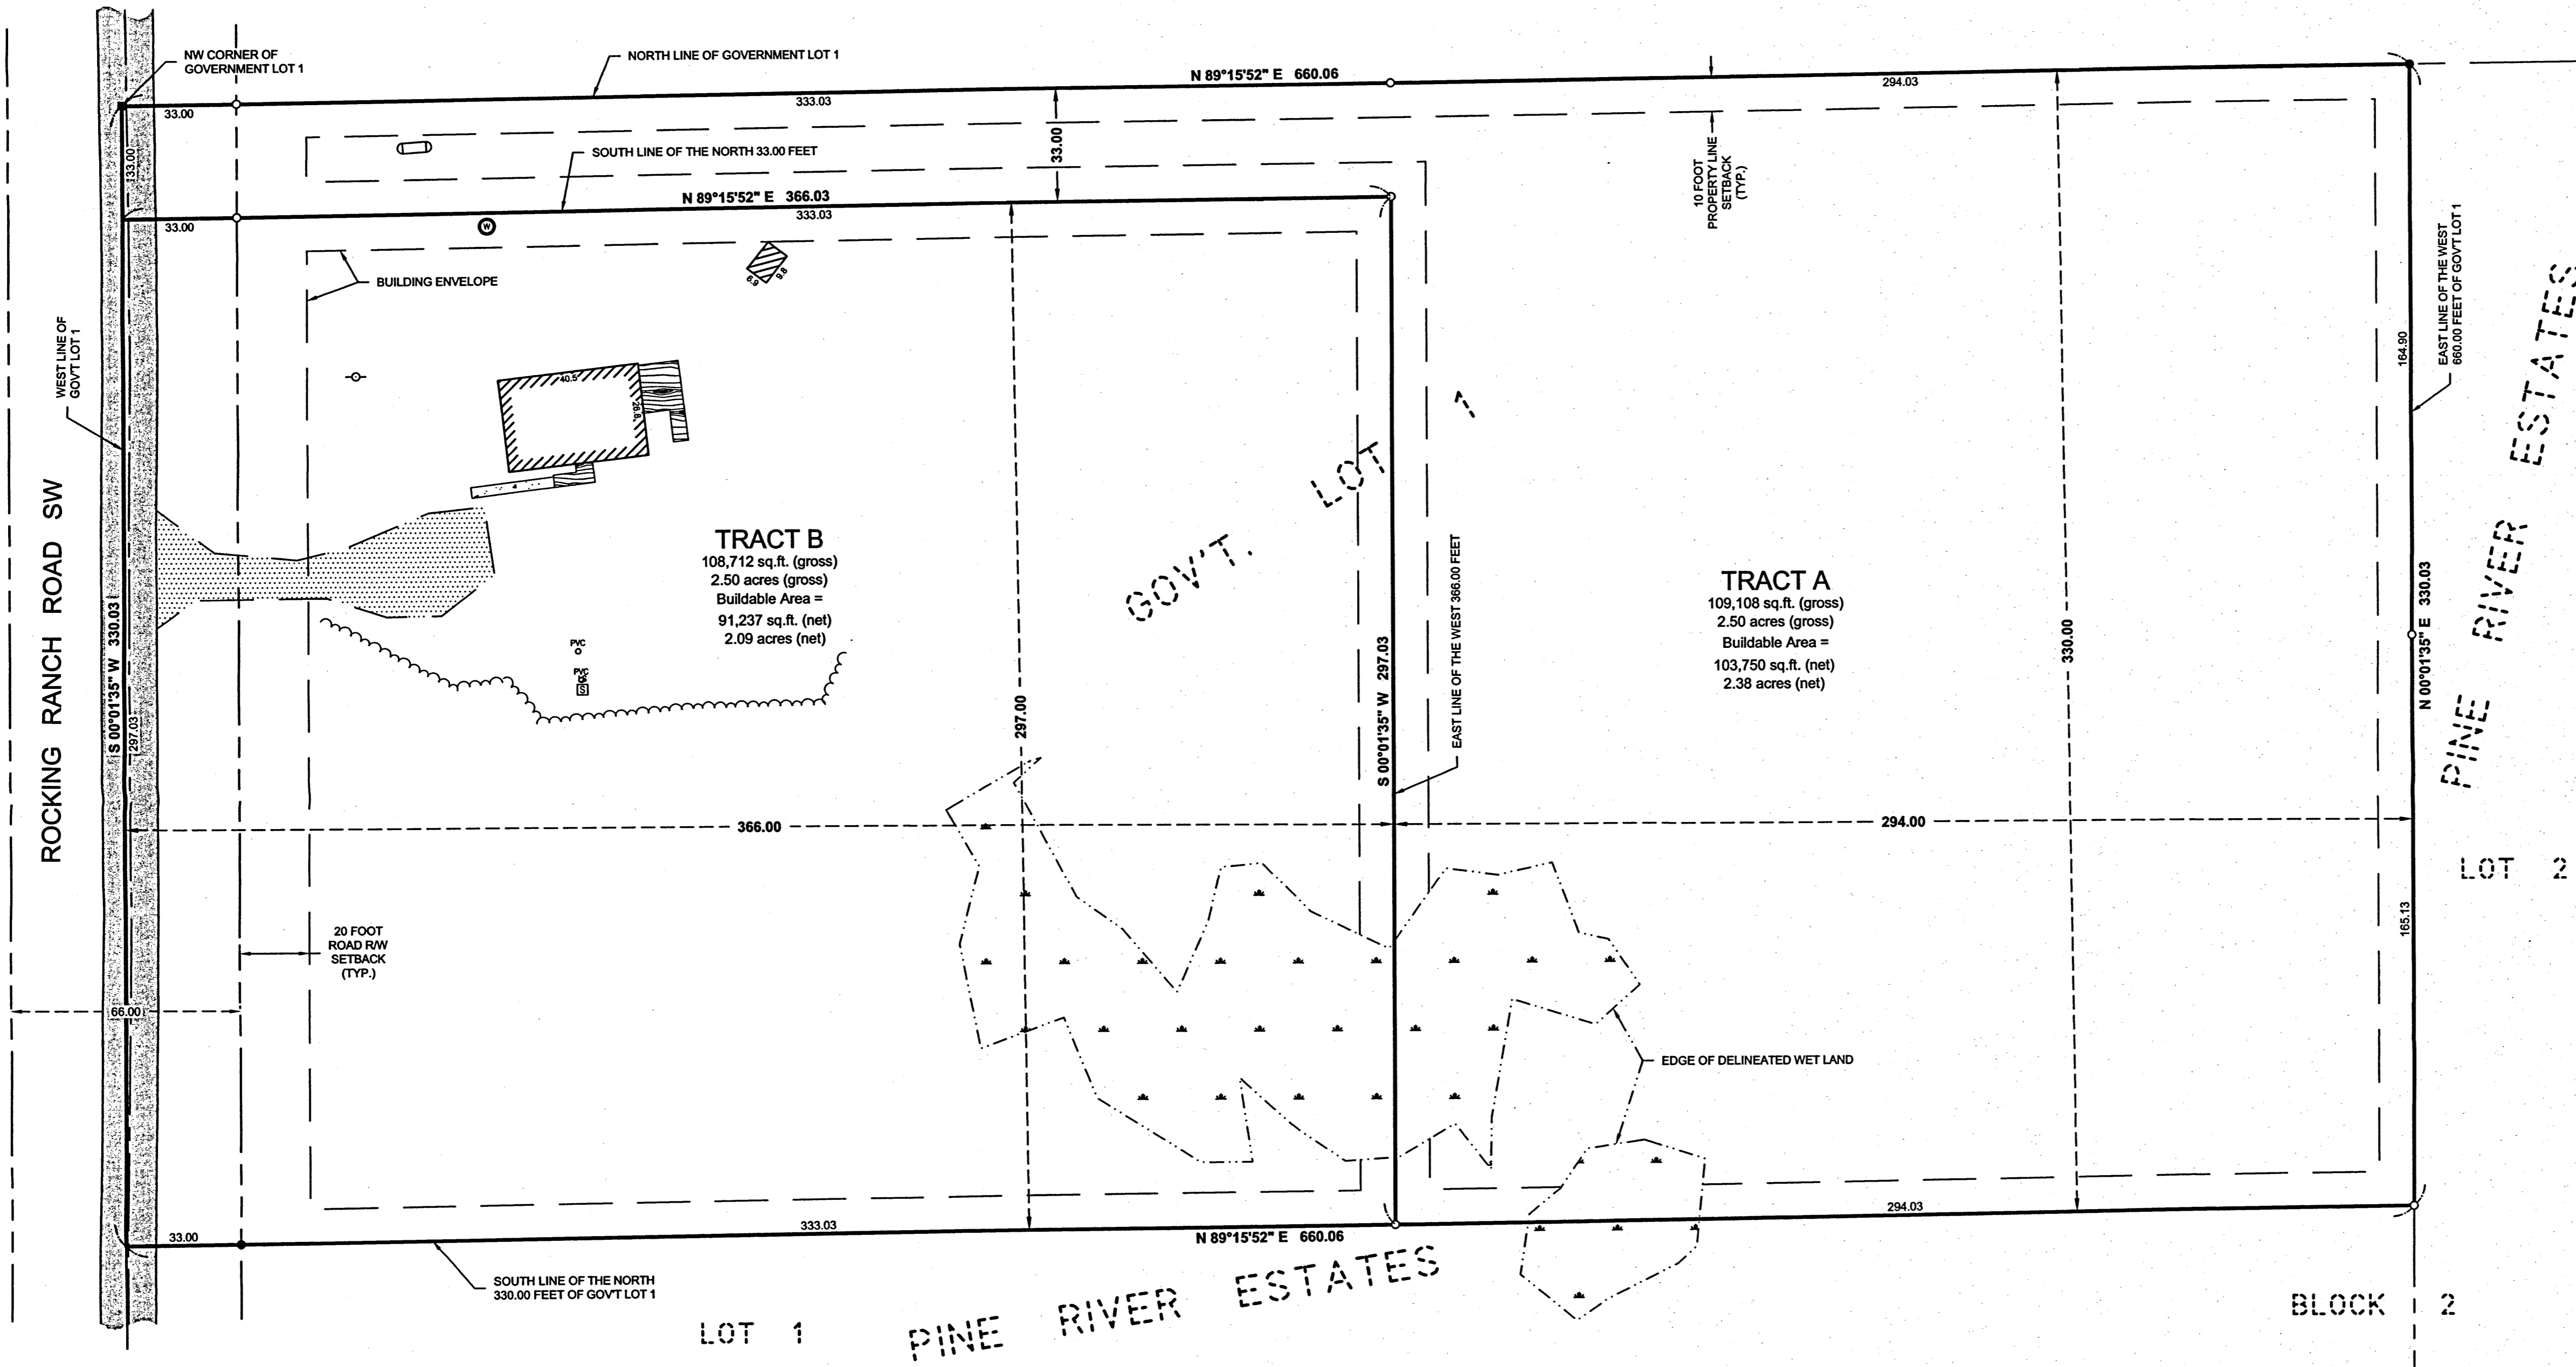 NW CORNER OF
GOVERNMENT LOT 1
NORTH LINE OF GOVERNMENT LOT 1
N 89°15'52" E 660.06
33.00
333.03
294.03
33.00
33.00
SOUTH LINE OF THE NORTH 33.00 FEET
N 89°15'52" E 366.03
333.03
33.00
10 FOOT
PROPERTY LINE
SETBACK
(TYP.)
W
BUILDING ENVELOPE
6.9
9.8
WEST LINE OF
GOV'T LOT 1
40.5
26.8
EAST LINE OF THE WEST
660.00 FEET OF GOV'T LOT 1
164.90
ROCKING RANCH ROAD SW
S 00°01'35" W 330.03
297.03
TRACT B
108,712 sq.ft. (gross)
2.50 acres (gross)
Buildable Area =
91,237 sq.ft. (net)
2.09 acres (net)
PVC
PVC
S
GOV'T. LOT 1
EAST LINE OF THE WEST 366.00 FEET
S 00°01'35" W 297.03
297.00
TRACT A
109,108 sq.ft. (gross)
2.50 acres (gross)
Buildable Area =
103,750 sq.ft. (net)
2.38 acres (net)
330.00
N 00°01'35" E 330.03
PINE RIVER ESTATES
366.00
294.00
LOT 2
165.13
20 FOOT
ROAD R/W
SETBACK
(TYP.)
66.00
EDGE OF DELINEATED WET LAND
33.00
333.03
N 89°15'52" E 660.06
294.03
SOUTH LINE OF THE NORTH
330.00 FEET OF GOV'T LOT 1
LOT 1 PINE RIVER ESTATES
BLOCK 2